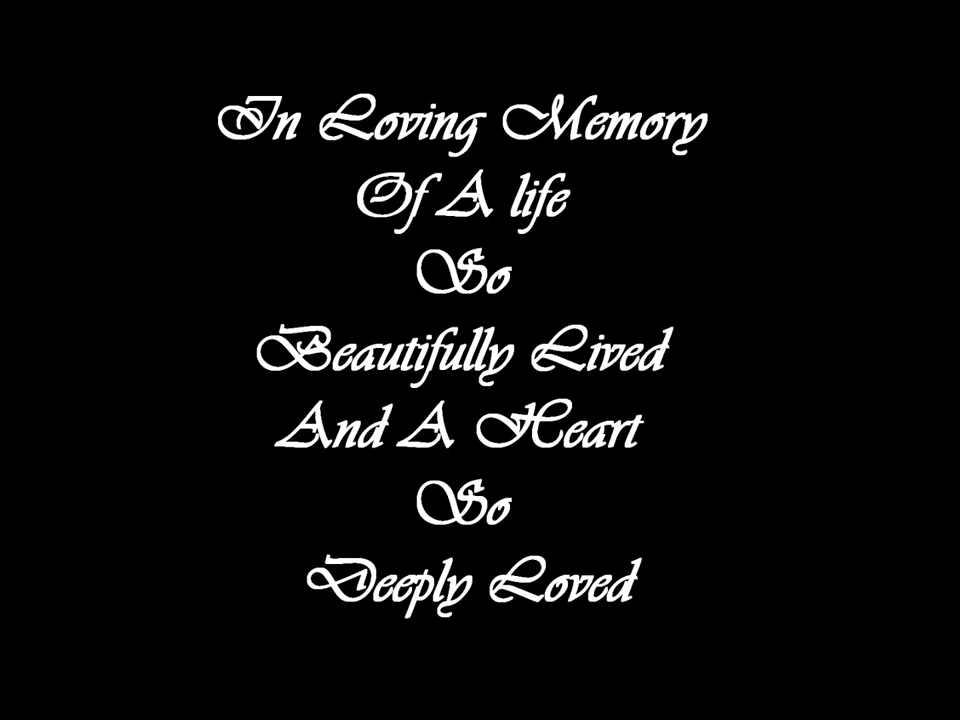 In Loving Memory
Of A life
So
Beautifully Lived
And A Heart
So
Deeply Loved